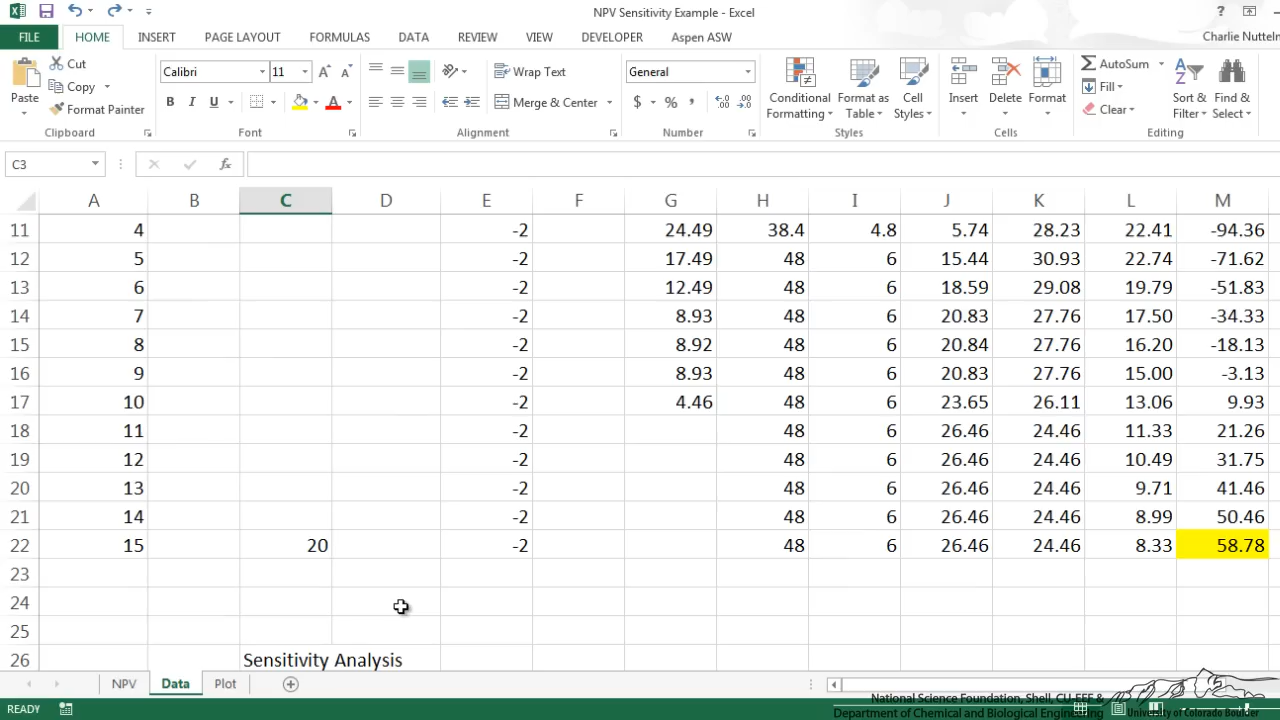 NPV Sensitivity Example - Excel
FILE HOME INSERT PAGE LAYOUT FORMULAS DATA REVIEW VIEW DEVELOPER Aspen ASW Charlie Nutteln
Paste Cut Copy Format Painter
Calibri 11
B I U A A A
Wrap Text
Merge & Center
General
$ % ,
Conditional Formatting
Format as Table
Cell Styles
Insert Delete Format
AutoSum Fill Clear
Sort & Filter
Find & Select
Clipboard Font Alignment Number Styles Cells Editing
C3 fx
A B C D E F G H I J K L M
11 4 -2 24.49 38.4 4.8 5.74 28.23 22.41 -94.36
12 5 -2 17.49 48 6 15.44 30.93 22.74 -71.62
13 6 -2 12.49 48 6 18.59 29.08 19.79 -51.83
14 7 -2 8.93 48 6 20.83 27.76 17.50 -34.33
15 8 -2 8.92 48 6 20.84 27.76 16.20 -18.13
16 9 -2 8.93 48 6 20.83 27.76 15.00 -3.13
17 10 -2 4.46 48 6 23.65 26.11 13.06 9.93
18 11 -2 48 6 26.46 24.46 11.33 21.26
19 12 -2 48 6 26.46 24.46 10.49 31.75
20 13 -2 48 6 26.46 24.46 9.71 41.46
21 14 -2 48 6 26.46 24.46 8.99 50.46
22 15 20 -2 48 6 26.46 24.46 8.33 58.78
23
24
25
26 Sensitivity Analysis
NPV Data Plot
READY
National Science Foundation, Shell, CU EEF &
Department of Chemical and Biological Engineering
University of Colorado Boulder